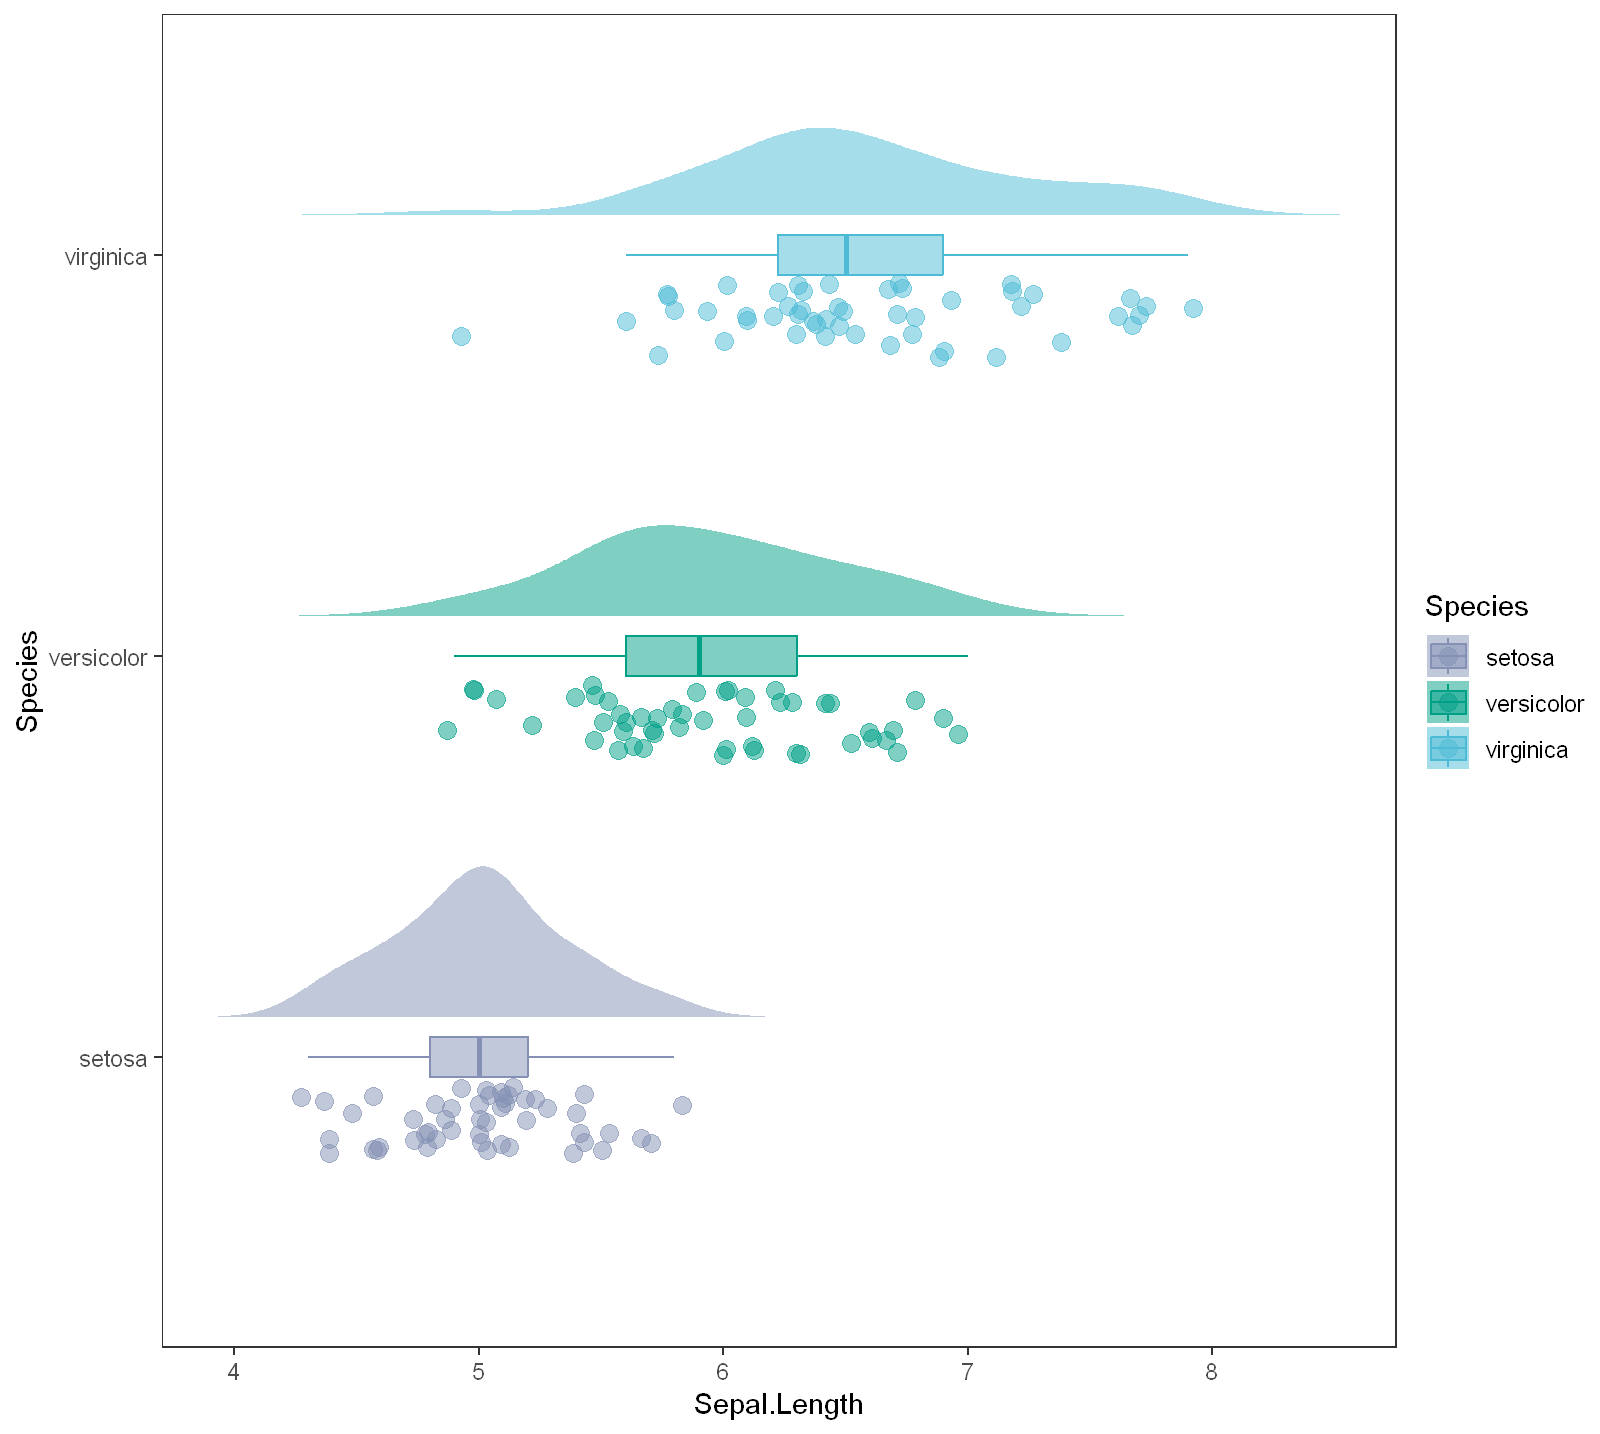 virginica
versicolor
setosa
Species
4 5 6 7 8
Sepal.Length
Species
setosa
versicolor
virginica